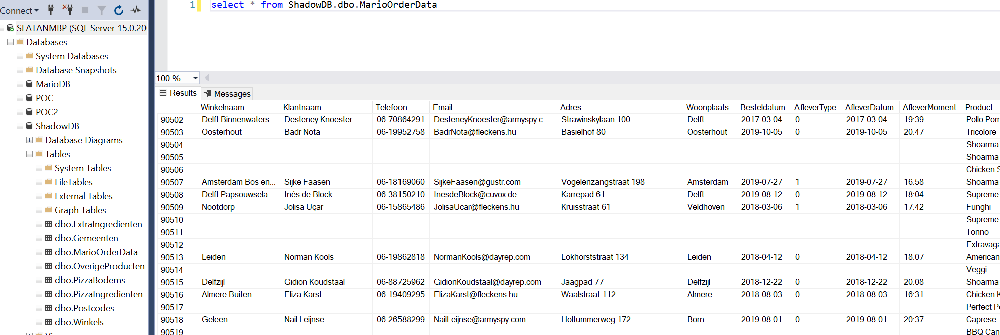 Connect
SLATANMBP (SQL Server 15.0.200
Databases
System Databases
Database Snapshots
MarioDB
POC
POC2
ShadowDB
Database Diagrams
Tables
System Tables
FileTables
External Tables
Graph Tables
dbo.ExtraIngredienten
dbo.Gemeenten
dbo.MarioOrderData
dbo.OverigeProducten
dbo.PizzaBodems
dbo.PizzaIngredienten
dbo.Postcodes
dbo.Winkels
1 select * from ShadowDB.dbo.MarioOrderData
100 %
Results Messages
Winkelnaam Klantnaam Telefoon Email Adres Woonplaats Besteldatum AfleverType AfleverDatum AfleverMoment Product
90502 Delft Binnenwaters... Desteney Knoester 06-70864291 DesteneyKnoester@armyspy.c... Strawinskylaan 100 Delft 2017-03-04 0 2017-03-04 19:39 Pollo Pom
90503 Oosterhout Badr Nota 06-19952758 BadrNota@fleckens.hu Basielhof 80 Oosterhout 2019-10-05 0 2019-10-05 20:47 Tricolore
90504 Shoarma
90505 Shoarma
90506 Chicken S
90507 Amsterdam Bos en... Sijke Faasen 06-18169060 SijkeFaasen@gustr.com Vogelenzangstraat 198 Amsterdam 2019-07-27 1 2019-07-27 16:58 Shoarma
90508 Delft Papsouwsela... Inés de Block 06-38150210 InesdeBlock@cuvox.de Karrepad 61 Delft 2019-08-12 0 2019-08-12 18:04 Supreme
90509 Nootdorp Jolisa Uçar 06-15865486 JolisaUcar@fleckens.hu Kruisstraat 61 Veldhoven 2018-03-06 1 2018-03-06 17:42 Funghi
90510 Supreme
90511 Tonno
90512 Extravaga
90513 Leiden Norman Kools 06-19862818 NormanKools@dayrep.com Lokhorststraat 134 Leiden 2018-04-12 0 2018-04-12 18:07 American
90514 Veggi
90515 Delfzijl Gidion Koudstaal 06-88725962 GidionKoudstaal@dayrep.com Jaagpad 77 Delfzijl 2018-12-22 0 2018-12-22 20:08 Shoarma
90516 Almere Buiten Eliza Karst 06-19409295 ElizaKarst@fleckens.hu Waalstraat 112 Almere 2018-08-03 0 2018-08-03 16:31 Chicken K
90517 Perfect Pe
90518 Geleen Nail Leijnse 06-26588299 NailLeijnse@armyspy.com Holtummerweg 172 Born 2019-08-01 0 2019-08-01 20:37 Caprese
90519 BBQ Can